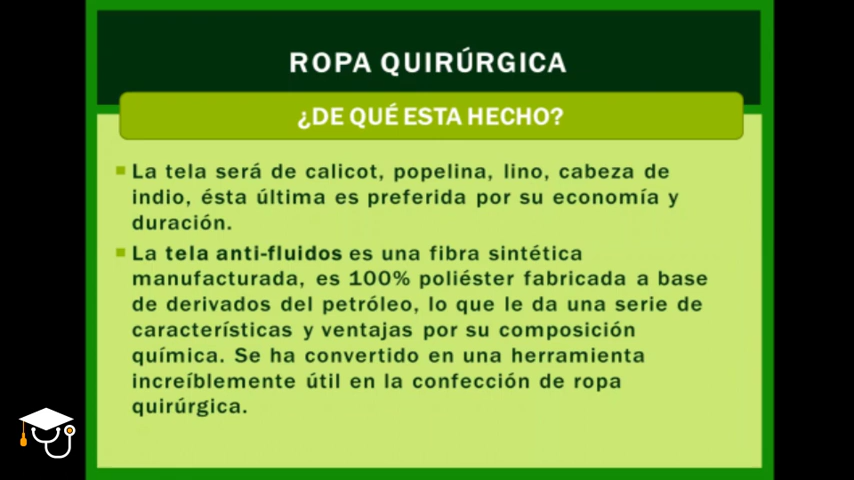 ROPA QUIRÚRGICA
¿DE QUÉ ESTA HECHO?
La tela será de calicot, popelina, lino, cabeza de
indio, ésta última es preferida por su economía y
duración.
La tela anti-fluidos es una fibra sintética
manufacturada, es 100% poliéster fabricada a base
de derivados del petróleo, lo que le da una serie de
características y ventajas por su composición
química. Se ha convertido en una herramienta
increíblemente útil en la confección de ropa
quirúrgica.